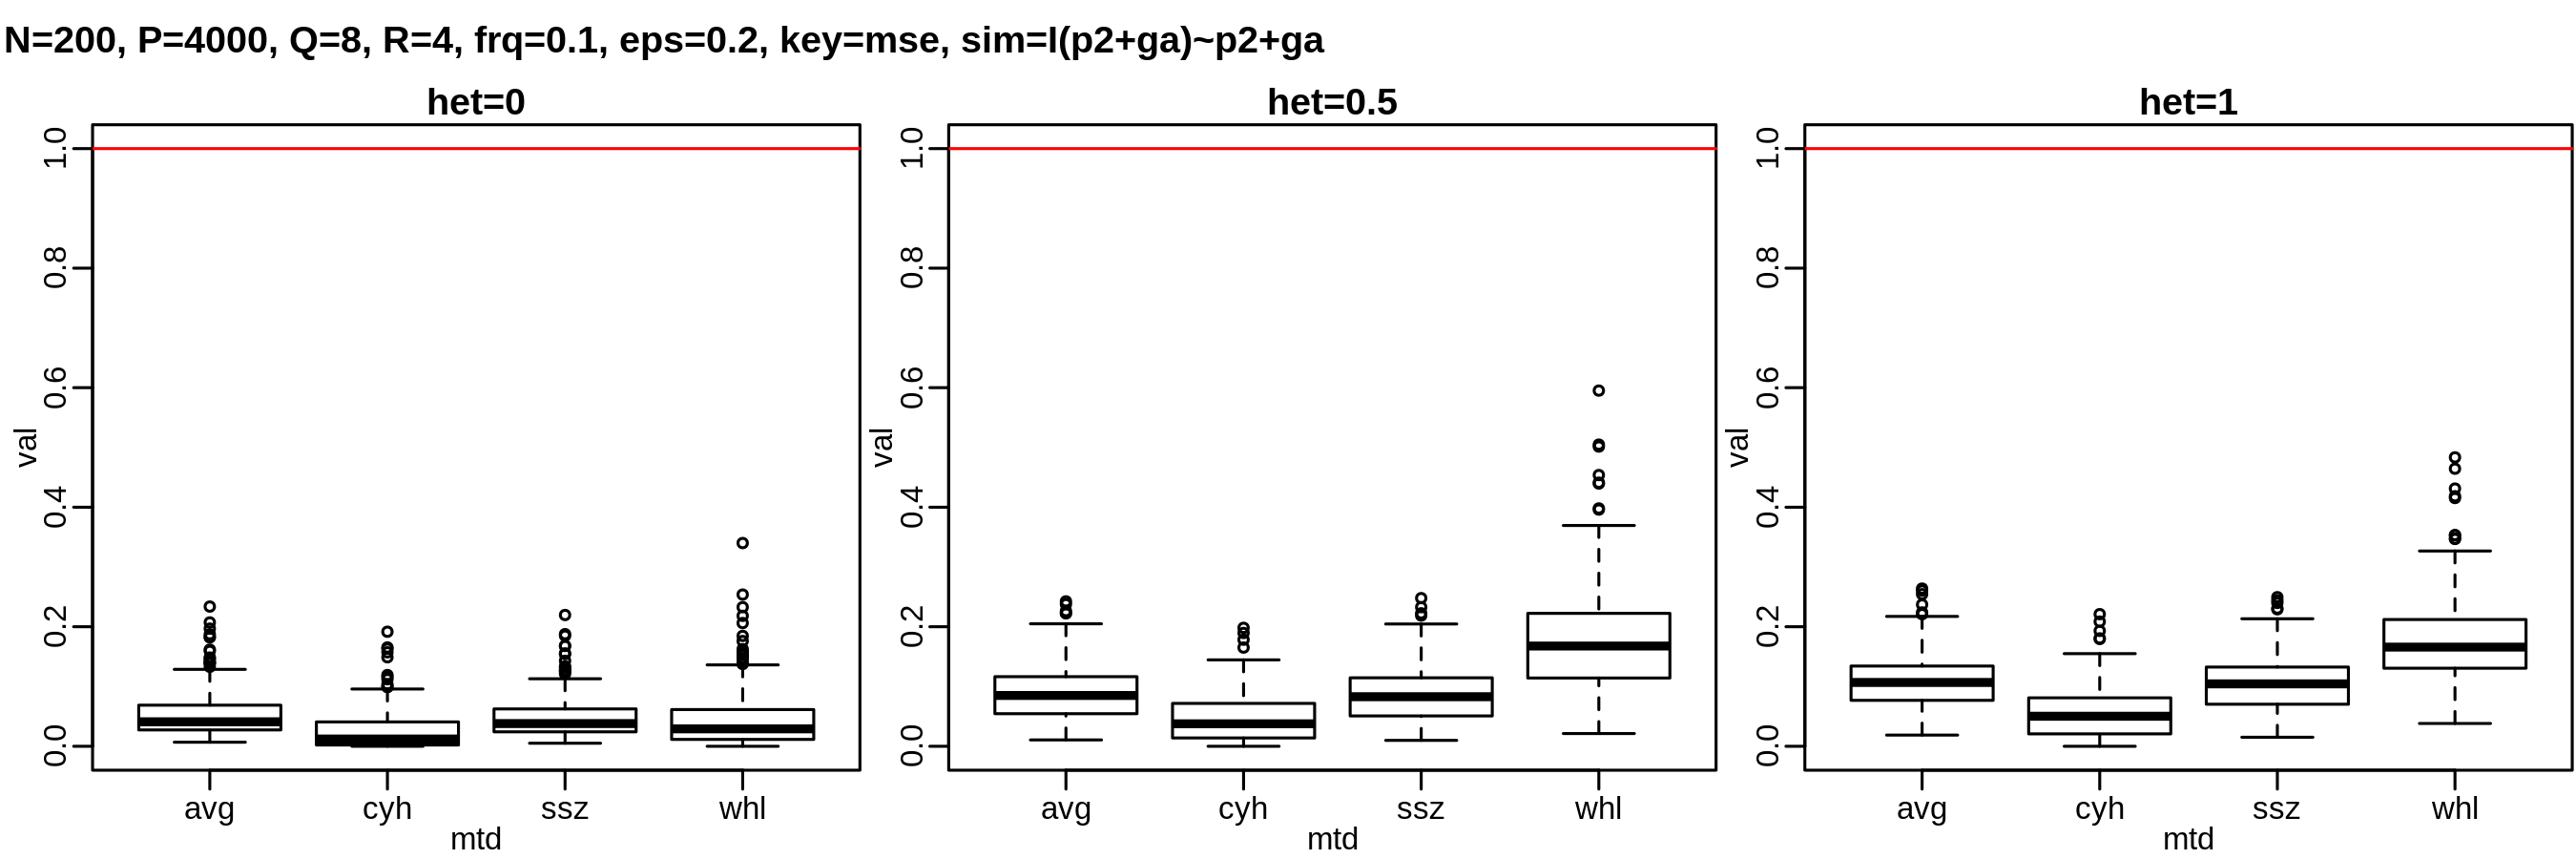 N=200, P=4000, Q=8, R=4, frq=0.1, eps=0.2, key=mse, sim=I(p2+ga)~p2+ga
het=0
val
1.0
0.8
0.6
0.4
0.2
0.0
avg cyh ssz whl
mtd
het=0.5
val
1.0
0.8
0.6
0.4
0.2
0.0
avg cyh ssz whl
mtd
het=1
val
1.0
0.8
0.6
0.4
0.2
0.0
avg cyh ssz whl
mtd